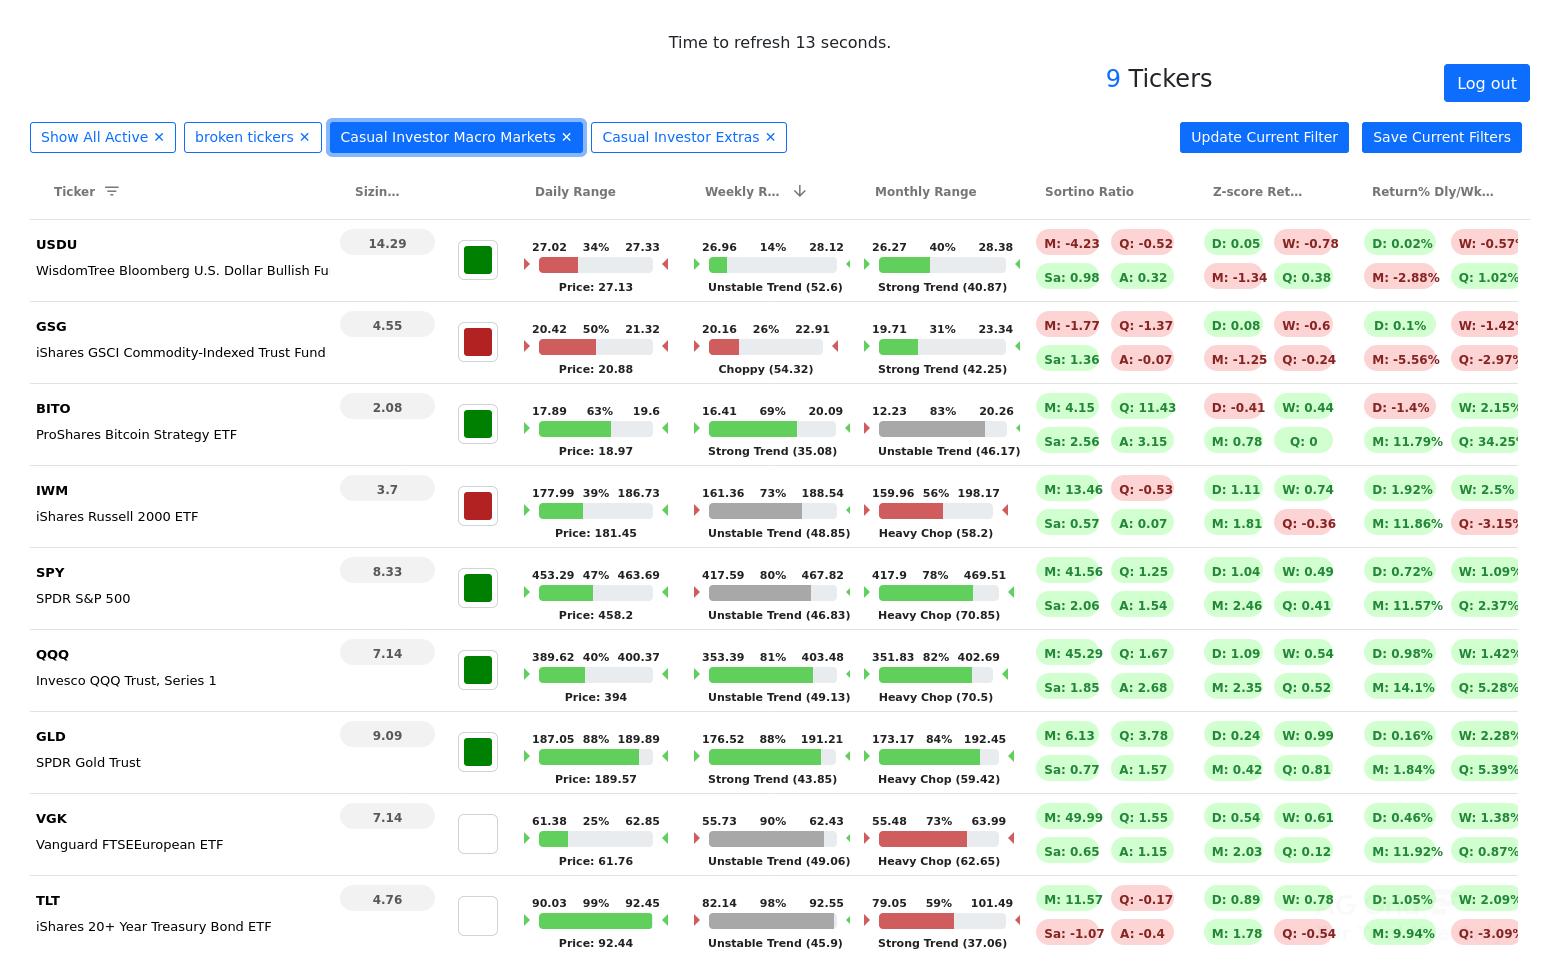 Time to refresh 13 seconds.
9 Tickers
Log out
Show All Active ✕ broken tickers ✕ Casual Investor Macro Markets ✕ Casual Investor Extras ✕ Update Current Filter Save Current Filters
Ticker Sizin... Daily Range Weekly R... Monthly Range Sortino Ratio Z-score Ret... Return% Dly/Wk...
USDU 14.29 27.02 34% 27.33 26.96 14% 28.12 26.27 40% 28.38 M: -4.23 Q: -0.52 D: 0.05 W: -0.78 D: 0.02% W: -0.57%
WisdomTree Bloomberg U.S. Dollar Bullish Fu Price: 27.13 Unstable Trend (52.6) Strong Trend (40.87) Sa: 0.98 A: 0.32 M: -1.34 Q: 0.38 M: -2.88% Q: 1.02%
GSG 4.55 20.42 50% 21.32 20.16 26% 22.91 19.71 31% 23.34 M: -1.77 Q: -1.37 D: 0.08 W: -0.6 D: 0.1% W: -1.42%
iShares GSCI Commodity-Indexed Trust Fund Price: 20.88 Choppy (54.32) Strong Trend (42.25) Sa: 1.36 A: -0.07 M: -1.25 Q: -0.24 M: -5.56% Q: -2.97%
BITO 2.08 17.89 63% 19.6 16.41 69% 20.09 12.23 83% 20.26 M: 4.15 Q: 11.43 D: -0.41 W: 0.44 D: -1.4% W: 2.15%
ProShares Bitcoin Strategy ETF Price: 18.97 Strong Trend (35.08) Unstable Trend (46.17) Sa: 2.56 A: 3.15 M: 0.78 Q: 0 M: 11.79% Q: 34.25%
IWM 3.7 177.99 39% 186.73 161.36 73% 188.54 159.96 56% 198.17 M: 13.46 Q: -0.53 D: 1.11 W: 0.74 D: 1.92% W: 2.5%
iShares Russell 2000 ETF Price: 181.45 Unstable Trend (48.85) Heavy Chop (58.2) Sa: 0.57 A: 0.07 M: 1.81 Q: -0.36 M: 11.86% Q: -3.15%
SPY 8.33 453.29 47% 463.69 417.59 80% 467.82 417.9 78% 469.51 M: 41.56 Q: 1.25 D: 1.04 W: 0.49 D: 0.72% W: 1.09%
SPDR S&P 500 Price: 458.2 Unstable Trend (46.83) Heavy Chop (70.85) Sa: 2.06 A: 1.54 M: 2.46 Q: 0.41 M: 11.57% Q: 2.37%
QQQ 7.14 389.62 40% 400.37 353.39 81% 403.48 351.83 82% 402.69 M: 45.29 Q: 1.67 D: 1.09 W: 0.54 D: 0.98% W: 1.42%
Invesco QQQ Trust, Series 1 Price: 394 Unstable Trend (49.13) Heavy Chop (70.5) Sa: 1.85 A: 2.68 M: 2.35 Q: 0.52 M: 14.1% Q: 5.28%
GLD 9.09 187.05 88% 189.89 176.52 88% 191.21 173.17 84% 192.45 M: 6.13 Q: 3.78 D: 0.24 W: 0.99 D: 0.16% W: 2.28%
SPDR Gold Trust Price: 189.57 Strong Trend (43.85) Heavy Chop (59.42) Sa: 0.77 A: 1.57 M: 0.42 Q: 0.81 M: 1.84% Q: 5.39%
VGK 7.14 61.38 25% 62.85 55.73 90% 62.43 55.48 73% 63.99 M: 49.99 Q: 1.55 D: 0.54 W: 0.61 D: 0.46% W: 1.38%
Vanguard FTSEEuropean ETF Price: 61.76 Unstable Trend (49.06) Heavy Chop (62.65) Sa: 0.65 A: 1.15 M: 2.03 Q: 0.12 M: 11.92% Q: 0.87%
TLT 4.76 90.03 99% 92.45 82.14 98% 92.55 79.05 59% 101.49 M: 11.57 Q: -0.17 D: 0.89 W: 0.78 D: 1.05% W: 2.09%
iShares 20+ Year Treasury Bond ETF Price: 92.44 Unstable Trend (45.9) Strong Trend (37.06) Sa: -1.07 A: -0.4 M: 1.78 Q: -0.54 M: 9.94% Q: -3.09%